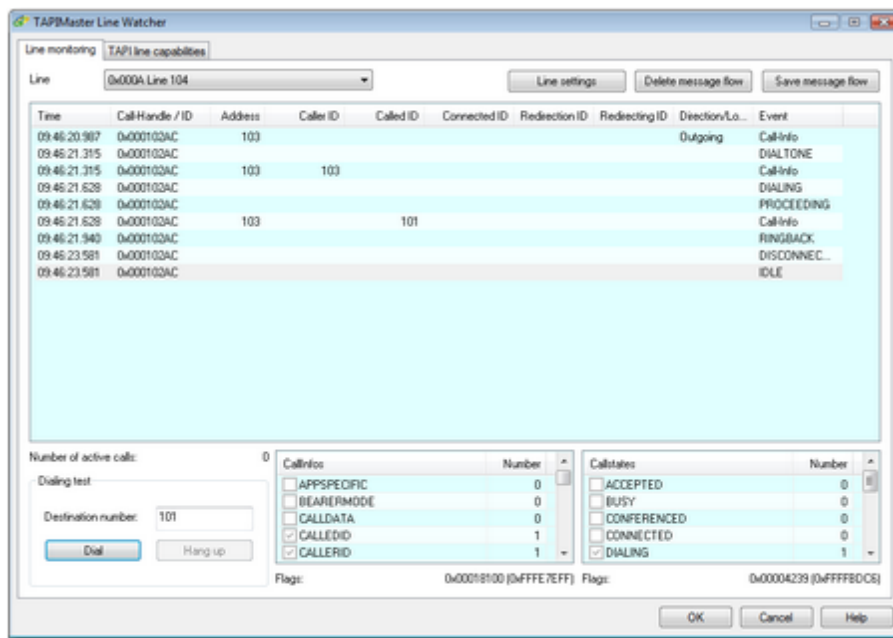 TAPIMaster Line Watcher
Line monitoring TAPI line capabilities
Line 0x000A Line 104 Line settings Delete message flow Save message flow
Time Call-Handle / ID Address Caller ID Called ID Connected ID Redirection ID Redirecting ID Direction/Lo... Event
09:46:20.987 0x000102AC 103 Outgoing Call-Info
09:46:21.315 0x000102AC DIALTONE
09:46:21.315 0x000102AC 103 103 Call-Info
09:46:21.628 0x000102AC DIALING
09:46:21.628 0x000102AC PROCEEDING
09:46:21.628 0x000102AC 103 101 Call-Info
09:46:21.940 0x000102AC RINGBACK
09:46:23.581 0x000102AC DISCONNEC...
09:46:23.581 0x000102AC IDLE
Number of active calls: 0
Dialing test
Destination number: 101
Dial Hang up
CallInfos Number
APPSPECIFIC 0
BEARERMODE 0
CALLDATA 0
CALLEDID 1
CALLERID 1
Flags: 0x00018100 (0xFFFE7EFF)
Callstates Number
ACCEPTED 0
BUSY 0
CONFERENCED 0
CONNECTED 0
DIALING 1
Flags: 0x00004239 (0xFFFFBDC6)
OK Cancel Help